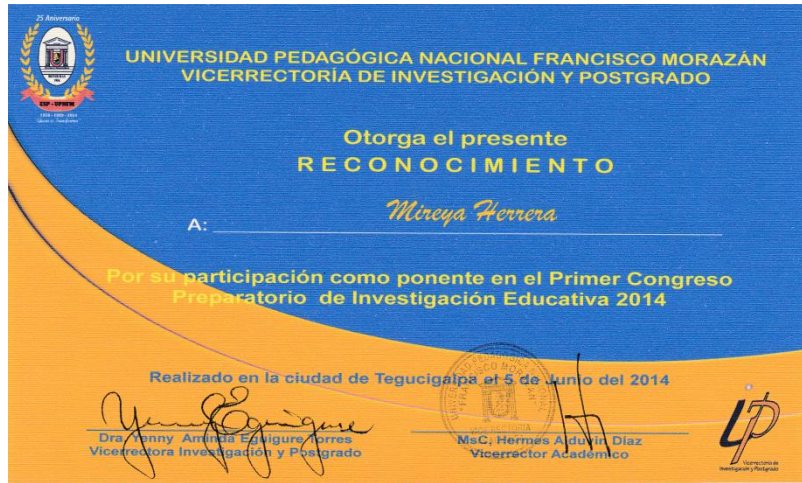 25 Aniversario
ESP - UPNFM
UNIVERSIDAD PEDAGÓGICA NACIONAL FRANCISCO MORAZÁN
VICERRECTORÍA DE INVESTIGACIÓN Y POSTGRADO
Otorga el presente
RECONOCIMIENTO
A: Mireya Herrera
Por su participación como ponente en el Primer Congreso
Preparatorio de Investigación Educativa 2014
Realizado en la ciudad de Tegucigalpa el 5 de Junio del 2014
Dra, Yenny Aminda Eguigure Torres
Vicerrectora Investigación y Postgrado
MsC, Hermes Alduvin Díaz
Vicerrector Académico
Vicerrectoría de
Investigación y Postgrado